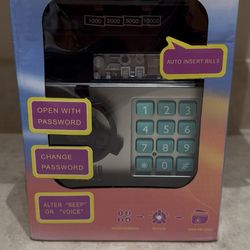 1000 2000 5000 10000
AUTO INSERT BILLS
OPEN WITH
PASSWORD
1 2 3
4 5 6
7 8 9
✱ 0 #
CHANGE
PASSWORD
ALTER "BEEP"
OR "VOICE"